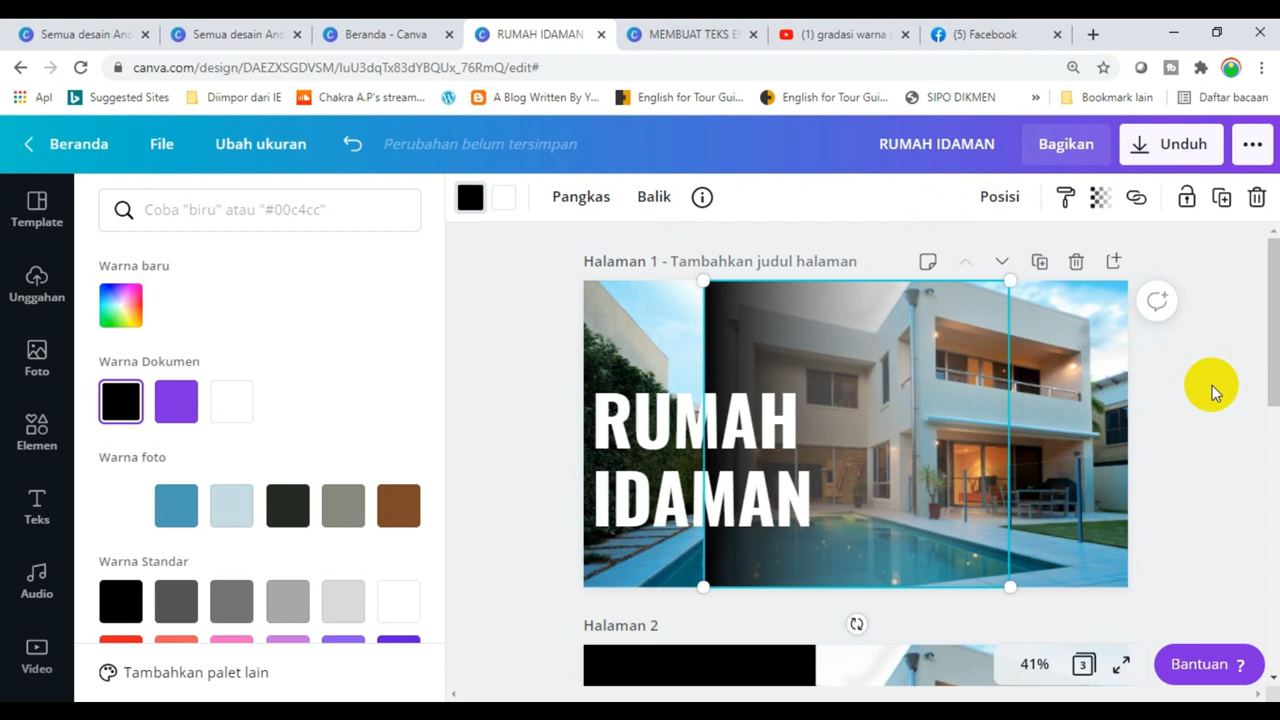 Semua desain And
Semua desain And
Beranda - Canva
RUMAH IDAMAN
MEMBUAT TEKS E
(1) gradasi warna
(5) Facebook
canva.com/design/DAEZXSGDVSM/IuU3dqTx83dYBQUx_76RmQ/edit#
Apl
Suggested Sites
Diimpor dari IE
Chakra A.P's stream...
A Blog Written By Y...
English for Tour Gui...
English for Tour Gui...
SIPO DIKMEN
»
Bookmark lain
Daftar bacaan
Beranda
File
Ubah ukuran
Perubahan belum tersimpan
RUMAH IDAMAN
Bagikan
Unduh
Template
Unggahan
Foto
Elemen
Teks
Audio
Video
Coba "biru" atau "#00c4cc"
Warna baru
Warna Dokumen
Warna foto
Warna Standar
Tambahkan palet lain
Pangkas
Balik
Posisi
Halaman 1 - Tambahkan judul halaman
RUMAH
IDAMAN
Halaman 2
41%
3
Bantuan ?